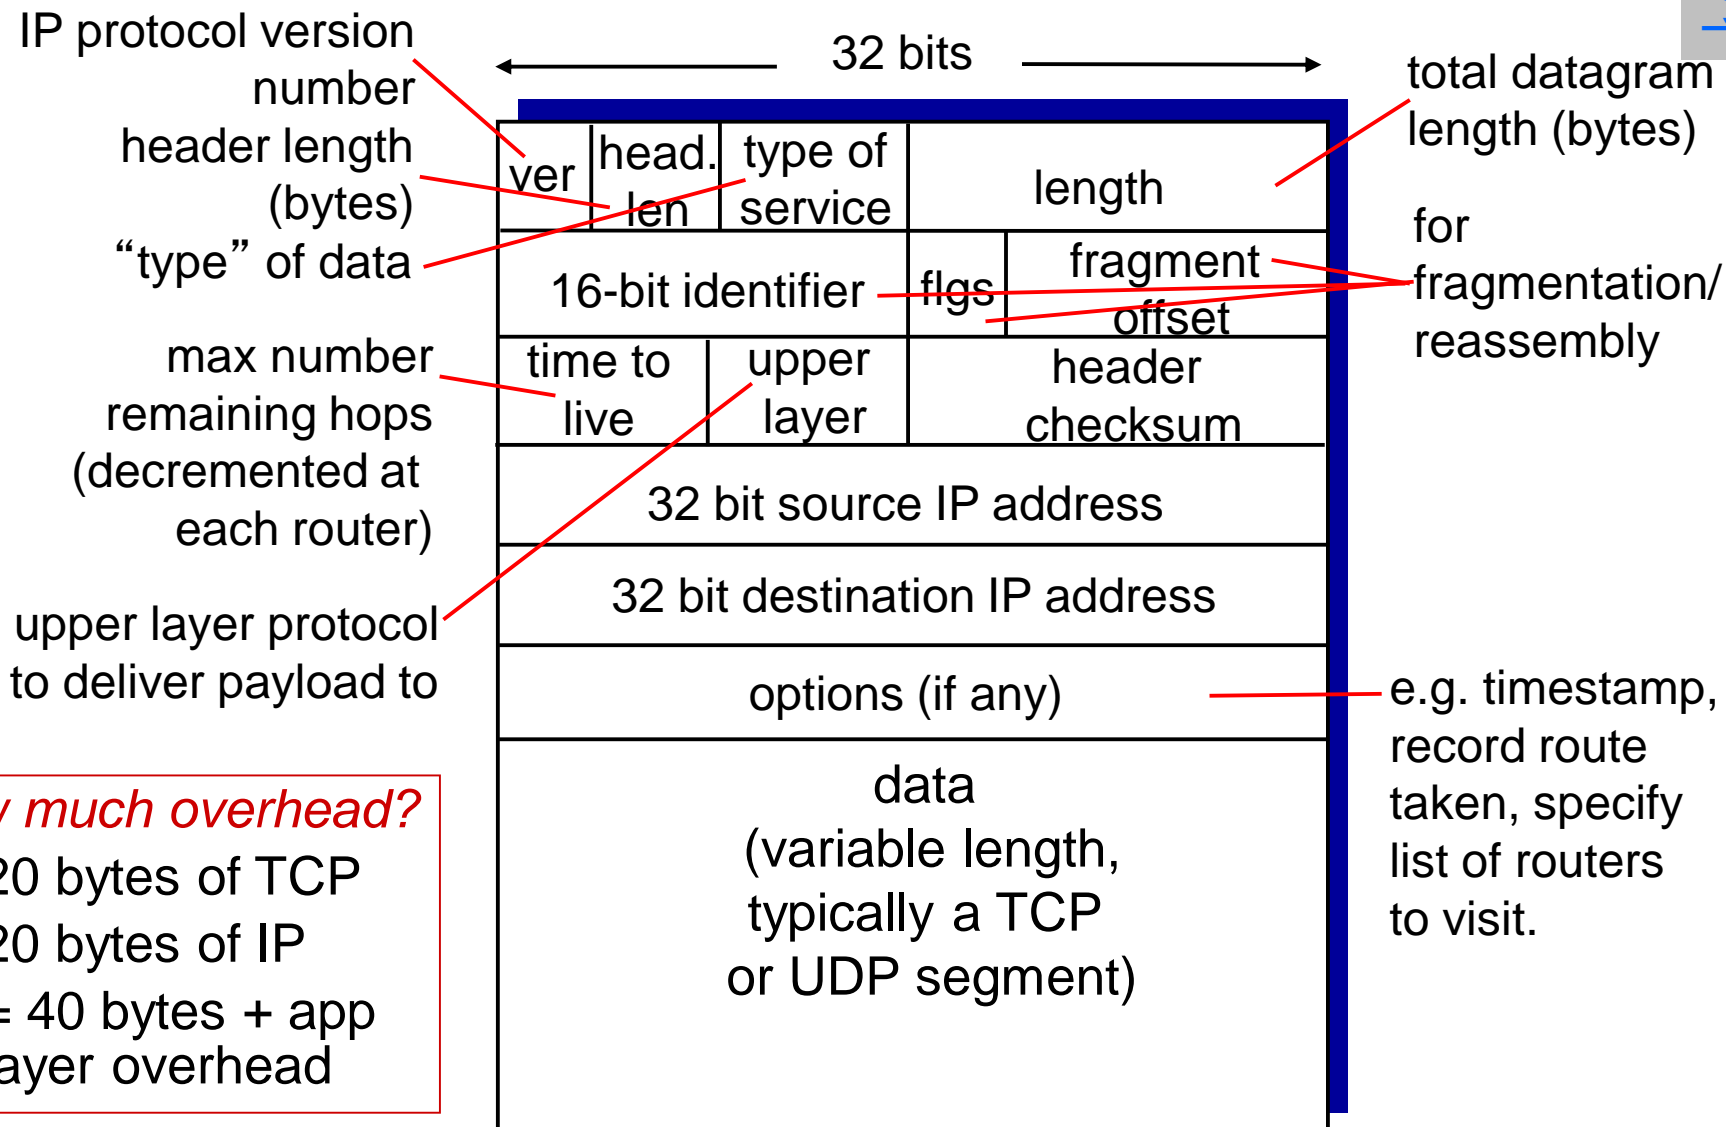 IP protocol version
number
header length
(bytes)
“type” of data
max number
remaining hops
(decremented at
each router)
upper layer protocol
to deliver payload to
much overhead?
20 bytes of TCP
20 bytes of IP
= 40 bytes + app
overhead
32 bits
ver
head.
len
type of
service
length
16-bit identifier
flgs
fragment
offset
time to
live
upper
layer
header
checksum
32 bit source IP address
32 bit destination IP address
options (if any)
data
(variable length,
typically a TCP
or UDP segment)
total datagram
length (bytes)
for
fragmentation/
reassembly
e.g. timestamp,
record route
taken, specify
list of routers
to visit.